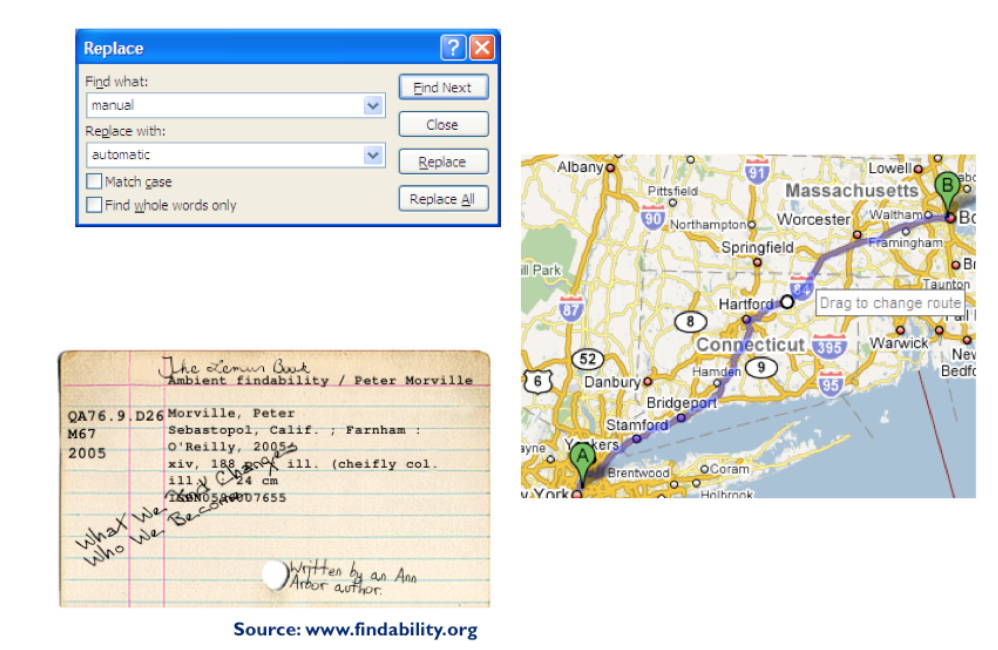 Replace
Find what:
manual
Find Next
Close
Replace with:
automatic
Replace
Match case
Replace All
Find whole words only
Albany
91
Lowell
B
Pittsfield
Massachusetts
90
Northampton
Worcester
Waltham
Bo
Framingham
Springfield
ill Park
84
Taunton
87
Hartford
Drag to change route
8
Connecticut
395
Warwick
52
Hamden
9
New
6
Danbury
95
Bedfo
Bridgeport
Stamford
ayne
Yonkers
A
Brentwood
Coram
w York
Holbrook
The Lemur Book
Ambient findability / Peter Morville
QA76.9.D26 Morville, Peter
M67 Sebastopol, Calif. ; Farnham :
2005 O'Reilly, 2005
xiv, 188 ill. (cheifly col.
ill.) 24 cm
What We Find Changes
Who We Become
Written by an Ann
Arbor author.
Source: www.findability.org